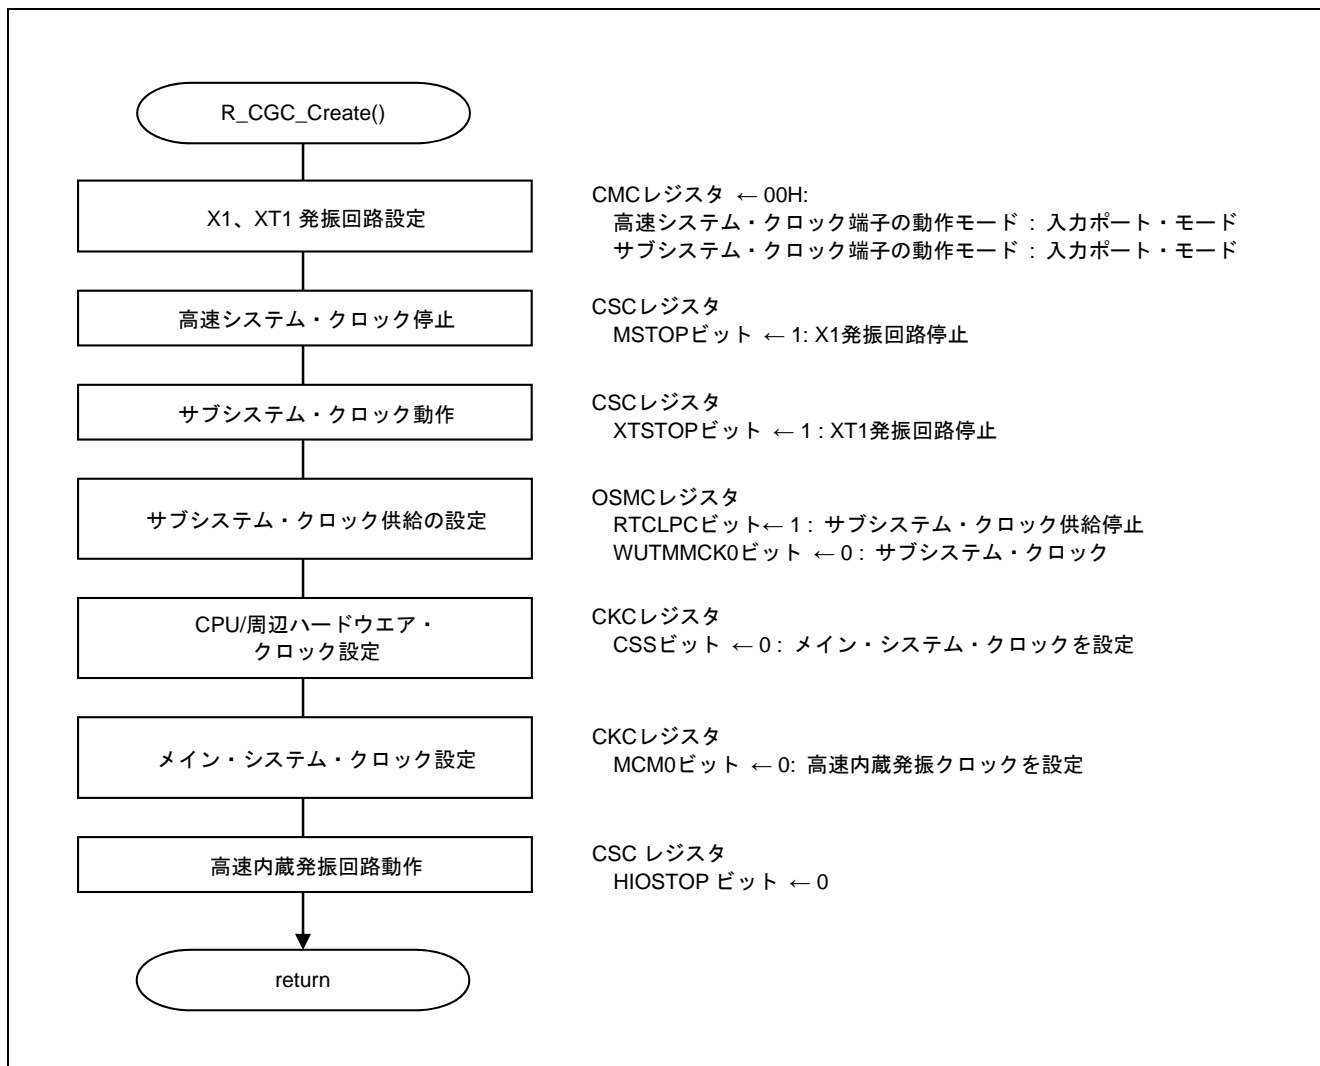 R_CGC_Create()
X1、XT1 発振回路設定
CMCレジスタ ← 00H:
高速システム・クロック端子の動作モード : 入力ポート・モード
サブシステム・クロック端子の動作モード : 入力ポート・モード
高速システム・クロック停止
CSCレジスタ
MSTOPビット ← 1: X1発振回路停止
サブシステム・クロック動作
CSCレジスタ
XTSTOPビット ← 1 : XT1発振回路停止
サブシステム・クロック供給の設定
OSMCレジスタ
RTCLPCビット← 1 : サブシステム・クロック供給停止
WUTMMCK0ビット ← 0 : サブシステム・クロック
CPU/周辺ハードウエア・
クロック設定
CKCレジスタ
CSSビット ← 0 : メイン・システム・クロックを設定
メイン・システム・クロック設定
CKCレジスタ
MCM0ビット ← 0: 高速内蔵発振クロックを設定
高速内蔵発振回路動作
CSC レジスタ
HIOSTOP ビット ← 0
return